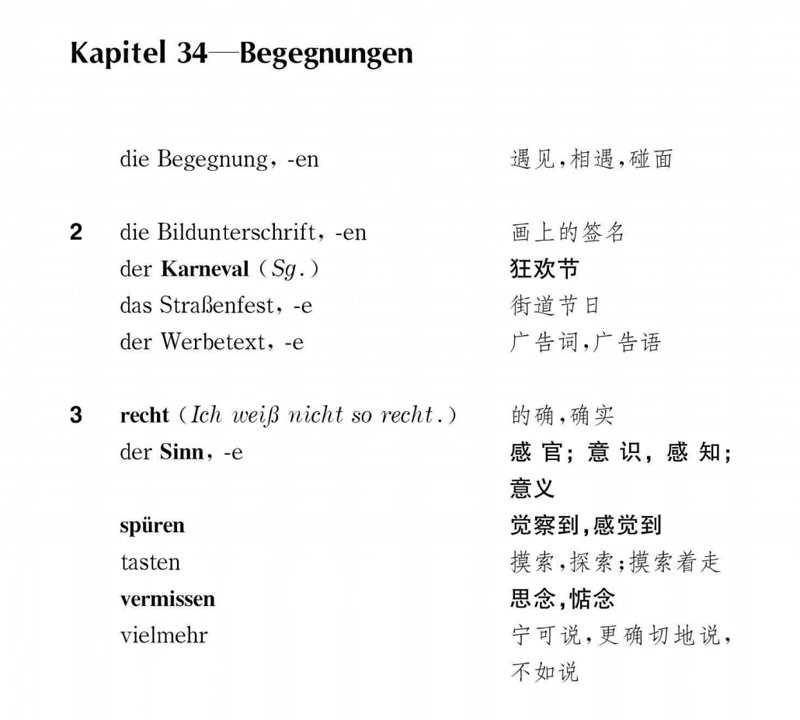 Kapitel 34—Begegnungen
die Begegnung, -en 遇见,相遇,碰面
2 die Bildunterschrift, -en 画上的签名
der Karneval (Sg.) 狂欢节
das Straßenfest, -e 街道节日
der Werbetext, -e 广告词,广告语
3 recht (Ich weiß nicht so recht.) 的确,确实
der Sinn, -e 感官;意识,感知;
意义
spüren 觉察到,感觉到
tasten 摸索,探索;摸索着走
vermissen 思念,惦念
vielmehr 宁可说,更确切地说,
不如说